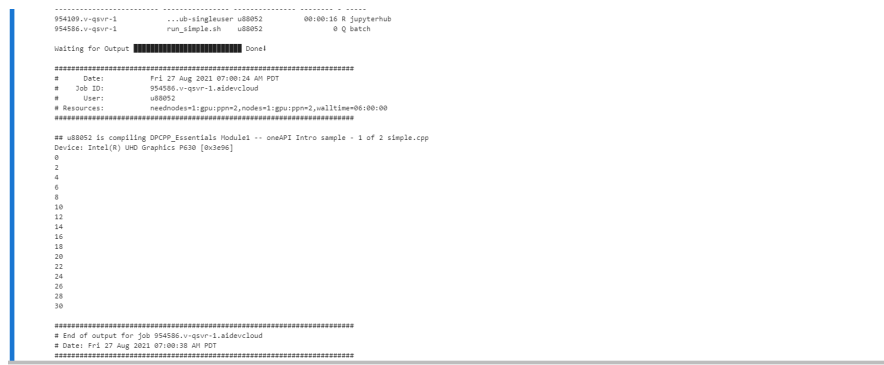 ------------------------- ---------------- --------------- -------- - -----
954109.v-qsvr-1 ...ub-singleuser u88052 00:00:16 R jupyterhub
954586.v-qsvr-1 run_simple.sh u88052 0 Q batch
Waiting for Output ██████████████████████████ Done!
########################################################################
# Date: Fri 27 Aug 2021 07:00:24 AM PDT
# Job ID: 954586.v-qsvr-1.aidevcloud
# User: u88052
# Resources: neednodes=1:gpu:ppn=2,nodes=1:gpu:ppn=2,walltime=06:00:00
########################################################################
## u88052 is compiling DPCPP_Essentials Module1 -- oneAPI Intro sample - 1 of 2 simple.cpp
Device: Intel(R) UHD Graphics P630 [0x3e96]
0
2
4
6
8
10
12
14
16
18
20
22
24
26
28
30
########################################################################
# End of output for job 954586.v-qsvr-1.aidevcloud
# Date: Fri 27 Aug 2021 07:00:38 AM PDT
########################################################################